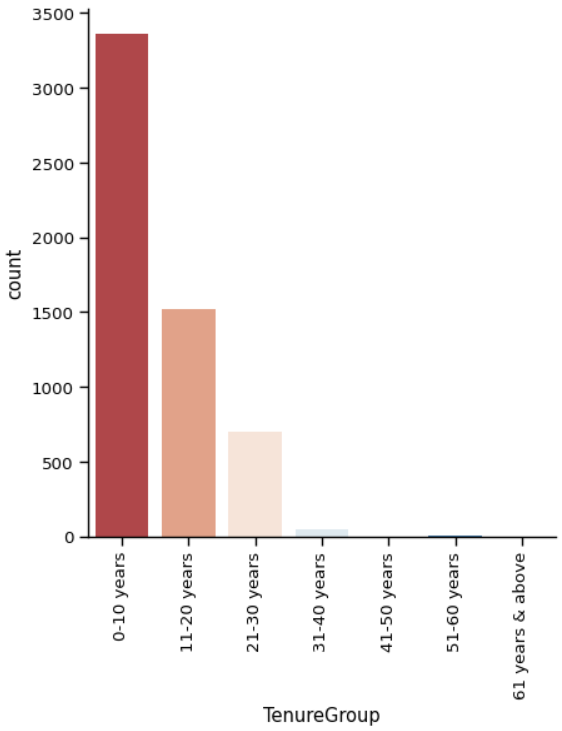 3500
3000
2500
2000
1500
1000
500
0
count
0-10 years
11-20 years
21-30 years
31-40 years
41-50 years
51-60 years
61 years & above
TenureGroup